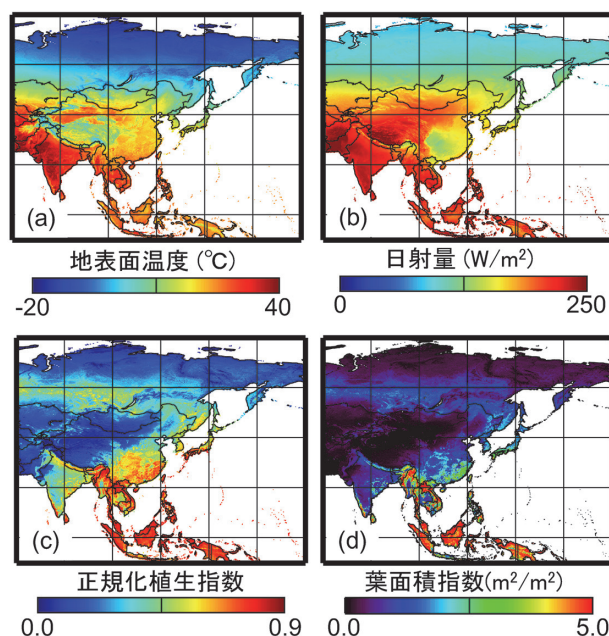 (a)
(b)
地表面温度 (℃)
日射量 (W/m²)
-20 40
0 250
(c)
(d)
正規化植生指数
葉面積指数(m²/m²)
0.0 0.9
0.0 5.0